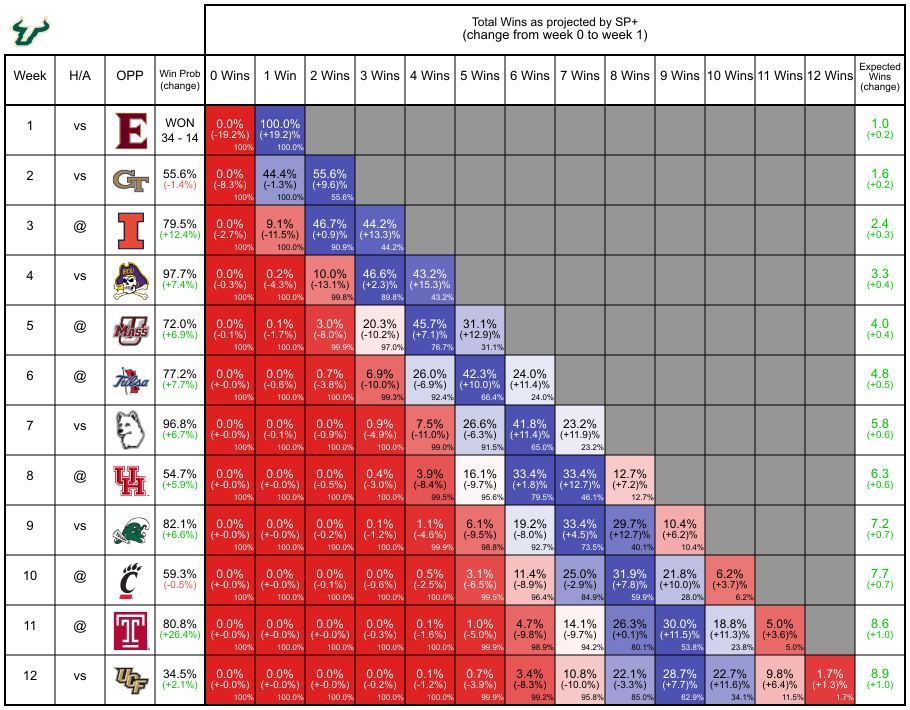 Total Wins as projected by SP+
(change from week 0 to week 1)
Week H/A OPP Win Prob (change) 0 Wins 1 Win 2 Wins 3 Wins 4 Wins 5 Wins 6 Wins 7 Wins 8 Wins 9 Wins 10 Wins 11 Wins 12 Wins Expected Wins (change)
1 vs E WON 0.0% 100.0% 1.0
34 - 14 (-19.2%) (+19.2)% (+0.2)
100% 100.0%
2 vs GT 55.6% 0.0% 44.4% 55.6% 1.6
(-1.4%) (-8.3%) (-1.3%) (+9.6)% (+0.2)
100% 100.0% 55.6%
3 @ I 79.5% 0.0% 9.1% 46.7% 44.2% 2.4
(+12.4%) (-2.7%) (-11.5%) (+0.9)% (+13.3)% (+0.3)
100% 100.0% 90.9% 44.2%
4 vs ECU 97.7% 0.0% 0.2% 10.0% 46.6% 43.2% 3.3
(+7.4%) (-0.3%) (-4.3%) (-13.1%) (+2.3)% (+15.3)% (+0.4)
100% 100.0% 99.8% 89.8% 43.2%
5 @ MASS 72.0% 0.0% 0.1% 3.0% 20.3% 45.7% 31.1% 4.0
(+6.9%) (-0.1%) (-1.7%) (-8.0%) (-10.2%) (+7.1)% (+12.9)% (+0.4)
100% 100.0% 99.9% 97.0% 76.7% 31.1%
6 @ Tulsa 77.2% 0.0% 0.0% 0.7% 6.9% 26.0% 42.3% 24.0% 4.8
(+7.7%) (+-0.0%) (-0.6%) (-3.8%) (-10.0%) (-6.9%) (+10.0)% (+11.4)% (+0.5)
100% 100.0% 100.0% 99.3% 92.4% 66.4% 24.0%
7 vs 96.8% 0.0% 0.0% 0.0% 0.9% 7.5% 26.6% 41.8% 23.2% 5.8
(+6.7%) (+-0.0%) (-0.1%) (-0.9%) (-4.9%) (-11.0%) (-6.3%) (+11.4)% (+11.9)% (+0.6)
100% 100.0% 100.0% 100.0% 99.0% 91.5% 65.0% 23.2%
8 @ UH 54.7% 0.0% 0.0% 0.0% 0.4% 3.9% 16.1% 33.4% 33.4% 12.7% 6.3
(+5.9%) (+-0.0%) (+-0.0%) (-0.5%) (-3.0%) (-8.4%) (-9.7%) (+1.8)% (+12.7)% (+7.2)% (+0.6)
100% 100.0% 100.0% 100.0% 99.5% 95.6% 79.5% 46.1% 12.7%
9 vs 82.1% 0.0% 0.0% 0.0% 0.1% 1.1% 6.1% 19.2% 33.4% 29.7% 10.4% 7.2
(+6.6%) (+-0.0%) (+-0.0%) (-0.2%) (-1.2%) (-4.6%) (-9.5%) (-8.0%) (+4.5)% (+12.7)% (+6.2)% (+0.7)
100% 100.0% 100.0% 100.0% 99.9% 98.8% 92.7% 73.5% 40.1% 10.4%
10 @ C 59.3% 0.0% 0.0% 0.0% 0.0% 0.5% 3.1% 11.4% 25.0% 31.9% 21.8% 6.2% 7.7
(-0.5%) (+-0.0%) (+-0.0%) (-0.1%) (-0.6%) (-2.5%) (-6.5%) (-8.9%) (-2.9%) (+7.8)% (+10.0)% (+3.7)% (+0.7)
100% 100.0% 100.0% 100.0% 100.0% 99.5% 96.4% 84.9% 59.9% 28.0% 6.2%
11 @ T 80.8% 0.0% 0.0% 0.0% 0.0% 0.1% 1.0% 4.7% 14.1% 26.3% 30.0% 18.8% 5.0% 8.6
(+26.4%) (+-0.0%) (+-0.0%) (+-0.0%) (-0.3%) (-1.6%) (-5.0%) (-9.8%) (-9.7%) (+0.1)% (+11.5)% (+11.3)% (+3.6)% (+1.0)
100% 100.0% 100.0% 100.0% 100.0% 99.9% 98.9% 94.2% 80.1% 53.8% 23.8% 5.0%
12 vs UCF 34.5% 0.0% 0.0% 0.0% 0.0% 0.1% 0.7% 3.4% 10.8% 22.1% 28.7% 22.7% 9.8% 1.7% 8.9
(+2.1%) (+-0.0%) (+-0.0%) (+-0.0%) (-0.2%) (-1.2%) (-3.9%) (-8.3%) (-10.0%) (-3.3%) (+7.7)% (+11.6)% (+6.4)% (+1.3)% (+1.0)
100% 100.0% 100.0% 100.0% 100.0% 99.9% 99.2% 95.8% 85.0% 62.9% 34.1% 11.5% 1.7%